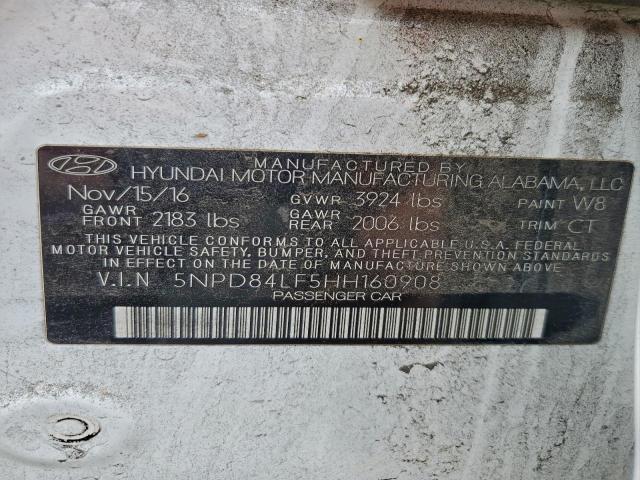 MANUFACTURED BY
HYUNDAI MOTOR MANUFACTURING ALABAMA, LLC
Nov/15/16 GVWR 3924 lbs PAINT W8
GAWR FRONT 2183 lbs GAWR REAR 2006 lbs TRIM CT
THIS VEHICLE CONFORMS TO ALL APPLICABLE U.S.A. FEDERAL
MOTOR VEHICLE SAFETY, BUMPER, AND THEFT PREVENTION
STANDARDS IN EFFECT ON THE DATE OF MANUFACTURE SHOWN ABOVE.
V.I.N 5NPD84LF5HH160908
PASSENGER CAR